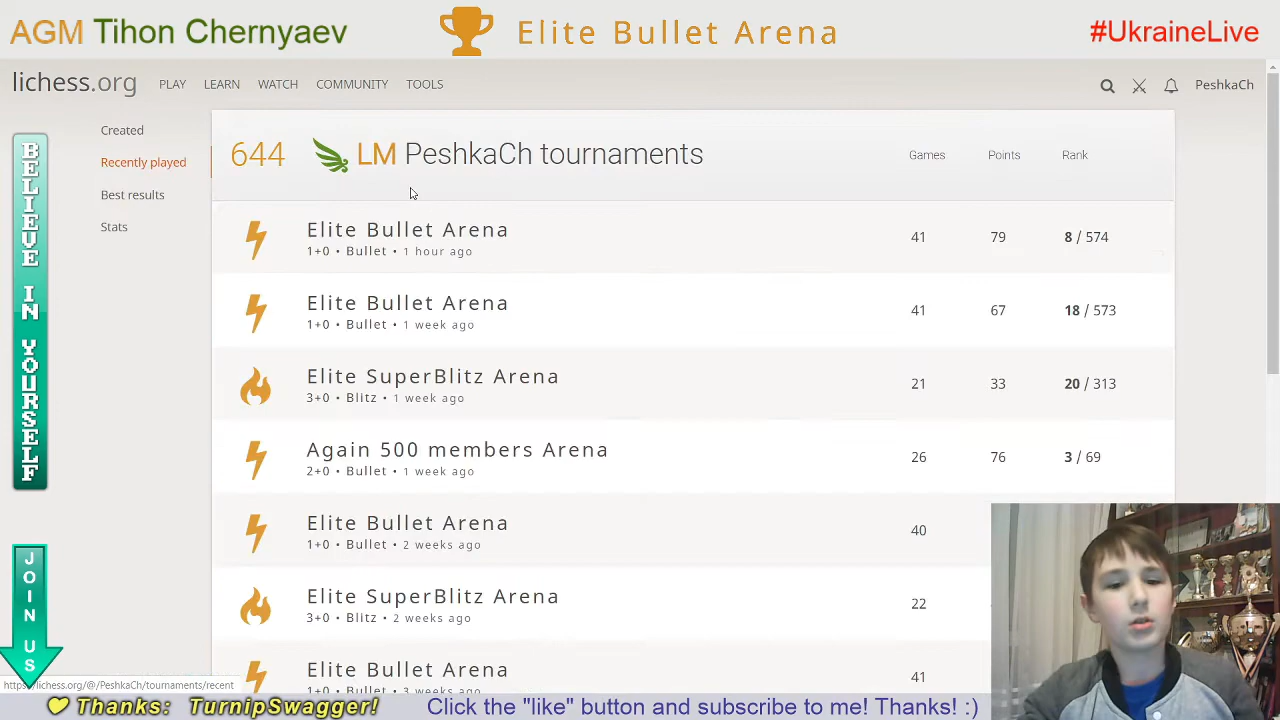 AGM Tihon Chernyaev
Elite Bullet Arena
#UkraineLive
lichess.org PLAY LEARN WATCH COMMUNITY TOOLS PeshkaCh
BELIEVE IN YOURSELF
JOIN US
Created
Recently played
Best results
Stats
644 LM PeshkaCh tournaments Games Points Rank
Elite Bullet Arena 41 79 8 / 574
1+0 • Bullet • 1 hour ago
Elite Bullet Arena 41 67 18 / 573
1+0 • Bullet • 1 week ago
Elite SuperBlitz Arena 21 33 20 / 313
3+0 • Blitz • 1 week ago
Again 500 members Arena 26 76 3 / 69
2+0 • Bullet • 1 week ago
Elite Bullet Arena 40
1+0 • Bullet • 2 weeks ago
Elite SuperBlitz Arena 22
3+0 • Blitz • 2 weeks ago
Elite Bullet Arena 41
1+0 • Bullet • 3 weeks ago
https://lichess.org/@/PeshkaCh/tournaments/recent
Thanks: TurnipSwagger! Click the "like" button and subscribe to me! Thanks! :)